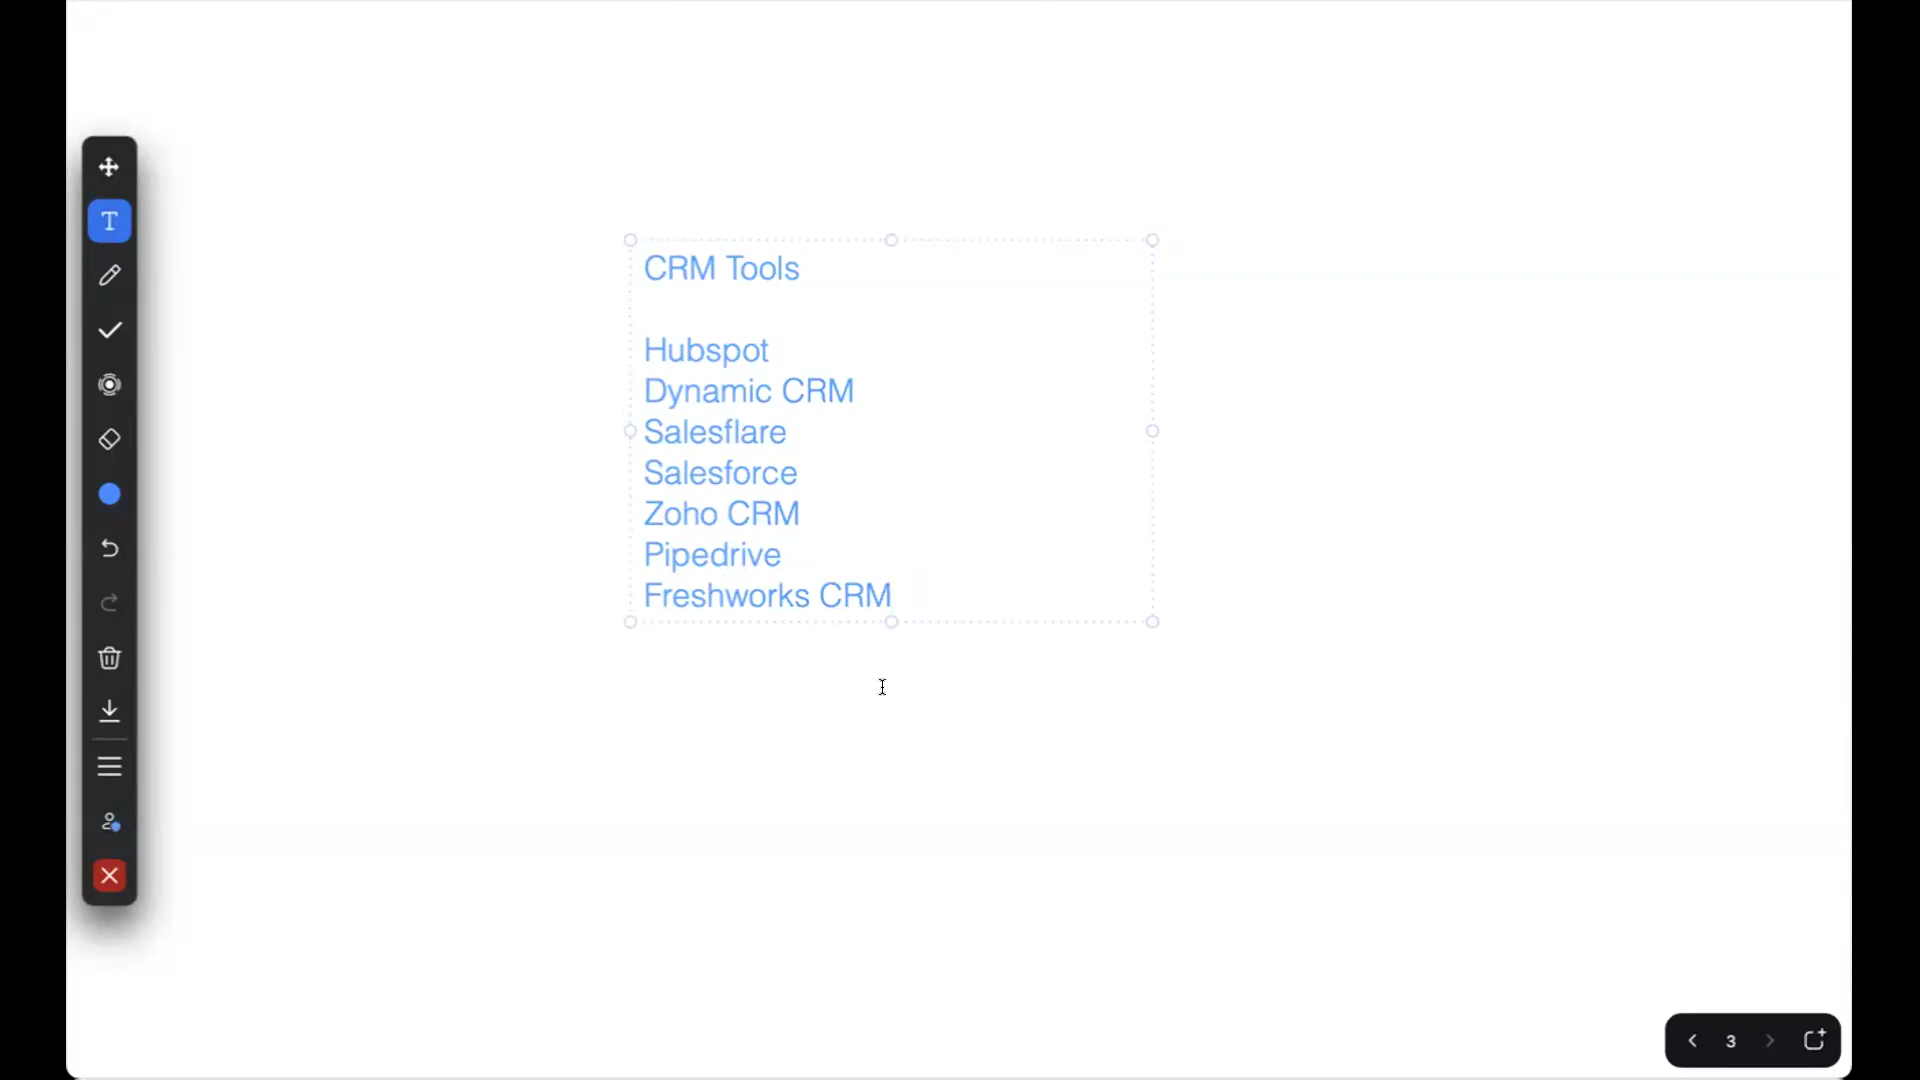 CRM Tools
Hubspot
Dynamic CRM
Salesflare
Salesforce
Zoho CRM
Pipedrive
Freshworks CRM
3